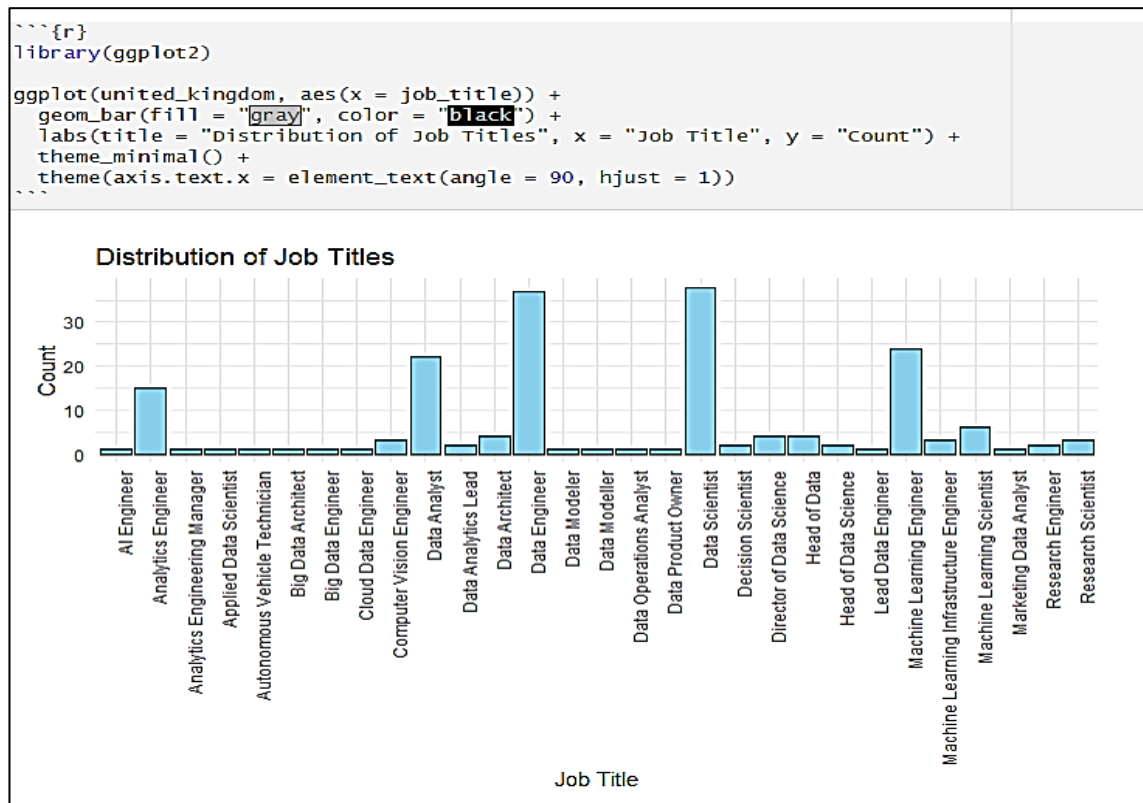 ```{r}
library(ggplot2)
ggplot(united_kingdom, aes(x = job_title)) +
  geom_bar(fill = "gray", color = "black") +
  labs(title = "Distribution of Job Titles", x = "Job Title", y = "Count") +
  theme_minimal() +
  theme(axis.text.x = element_text(angle = 90, hjust = 1))
```
Distribution of Job Titles
Count
30
20
10
0
AI Engineer
Analytics Engineer
Analytics Engineering Manager
Applied Data Scientist
Autonomous Vehicle Technician
Big Data Architect
Big Data Engineer
Cloud Data Engineer
Computer Vision Engineer
Data Analyst
Data Analytics Lead
Data Architect
Data Engineer
Data Modeler
Data Modeller
Data Operations Analyst
Data Product Owner
Data Scientist
Decision Scientist
Director of Data Science
Head of Data
Head of Data Science
Lead Data Engineer
Machine Learning Engineer
Machine Learning Infrastructure Engineer
Machine Learning Scientist
Marketing Data Analyst
Research Engineer
Research Scientist
Job Title